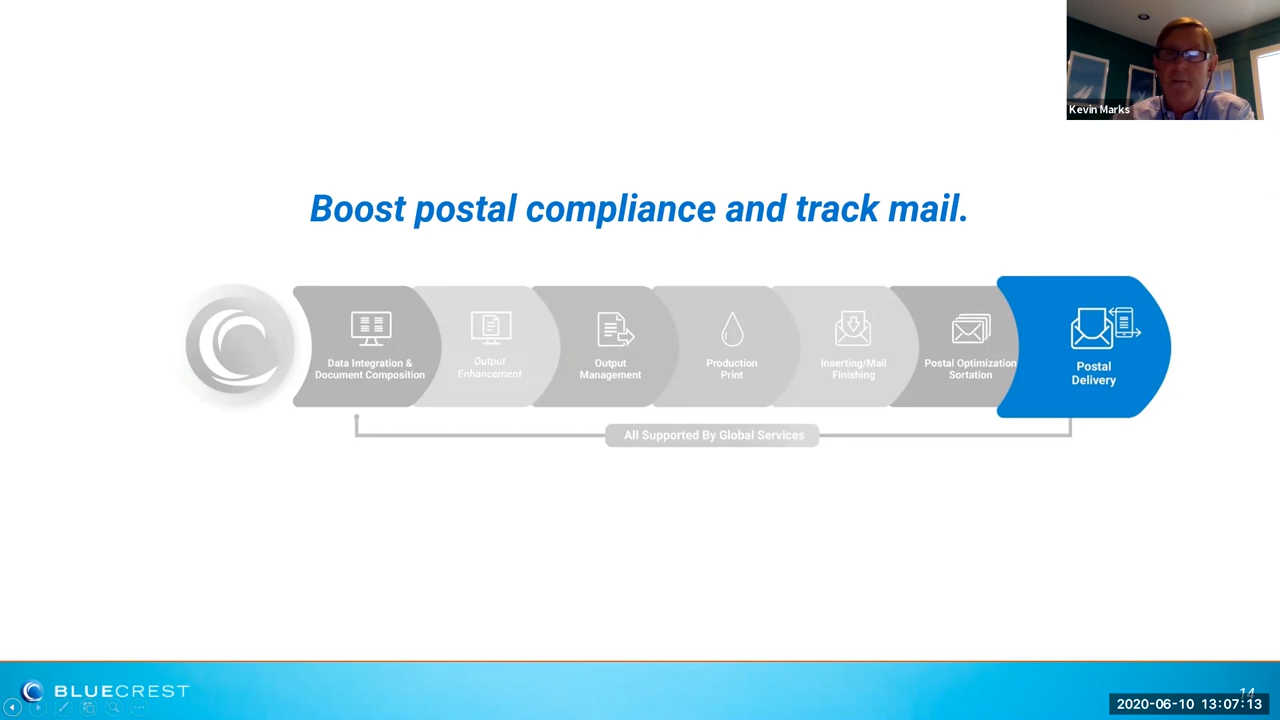 Kevin Marks
Boost postal compliance and track mail.
Data Integration &
Document Composition
Output
Enhancement
Output
Management
Production
Print
Inserting/Mail
Finishing
Postal Optimization
Sortation
Postal
Delivery
All Supported By Global Services
BLUECREST
14
2020-06-10 13:07:13